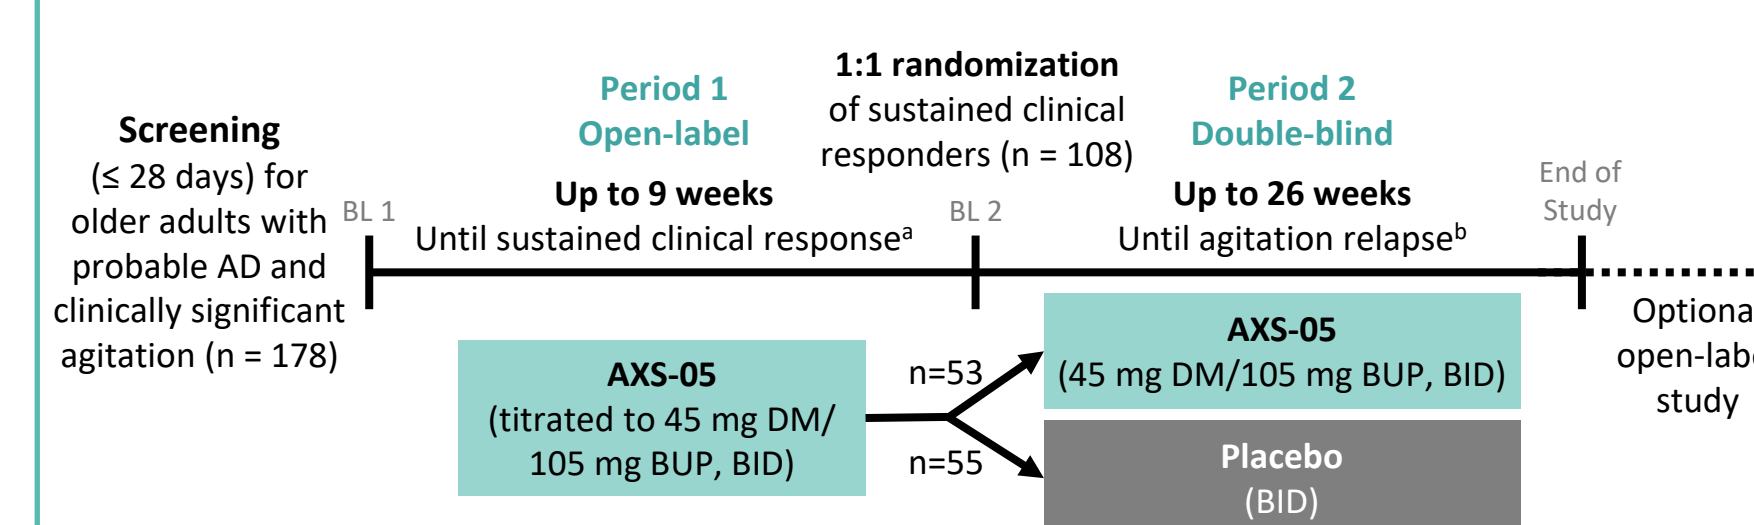 Screening
(≤ 28 days) for
older adults with
probable AD and
clinically significant
agitation (n = 178)
BL 1
Period 1
Open-label
Up to 9 weeks
Until sustained clinical responseᵃ
AXS-05
(titrated to 45 mg DM/
105 mg BUP, BID)
1:1 randomization
of sustained clinical
responders (n = 108)
BL 2
n=53
n=55
Period 2
Double-blind
Up to 26 weeks
Until agitation relapseᵇ
AXS-05
(45 mg DM/105 mg BUP, BID)
Placebo
(BID)
End of
Study
Optiona
open-labe
study